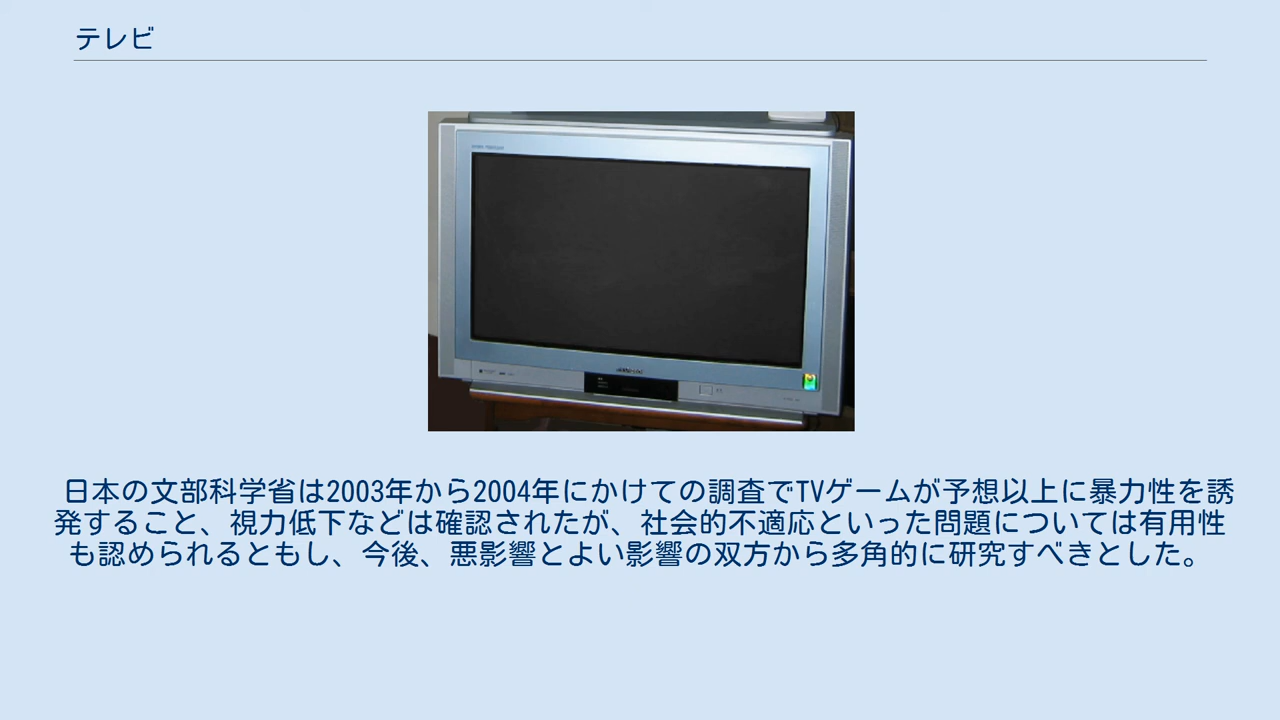 テレビ
日本の文部科学省は2003年から2004年にかけての調査でTVゲームが予想以上に暴力性を誘
発すること、視力低下などは確認されたが、社会的不適応といった問題については有用性
も認められるともし、今後、悪影響とよい影響の双方から多角的に研究すべきとした。